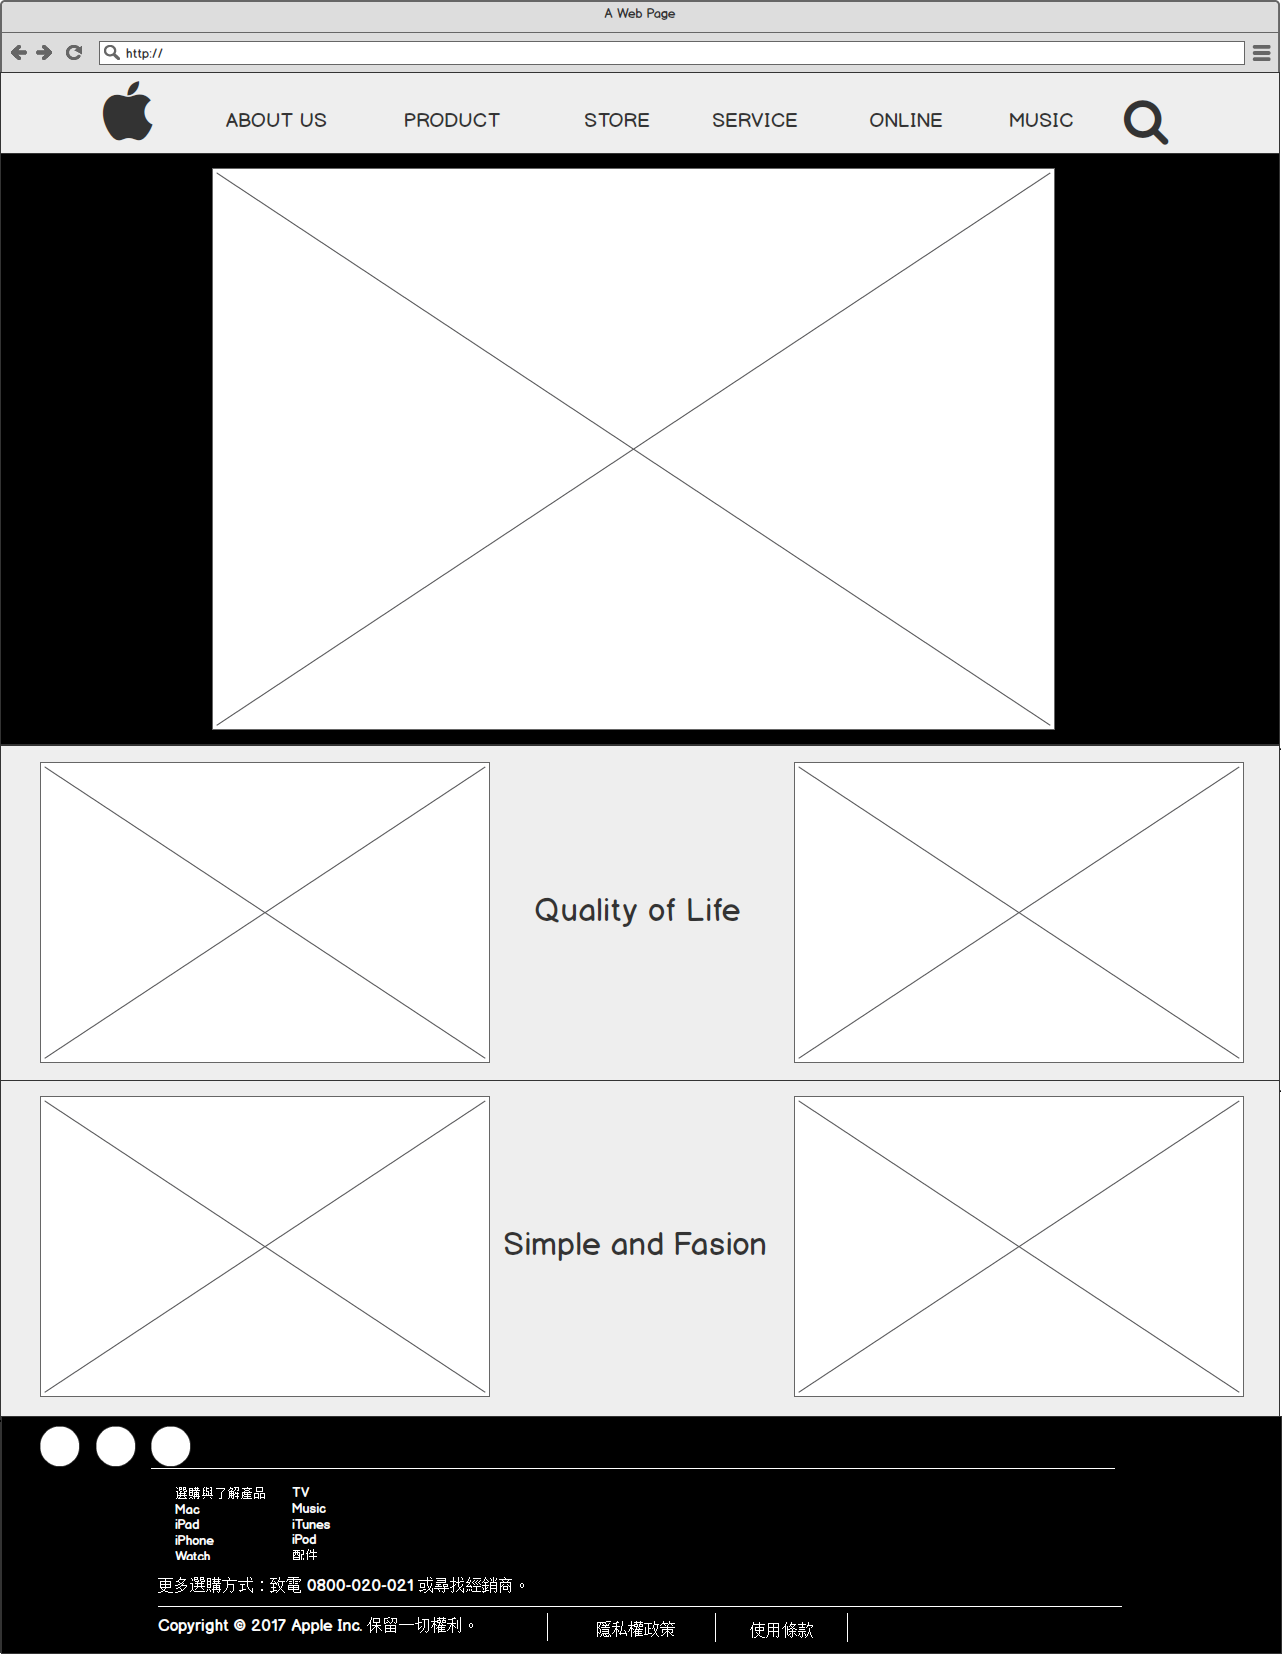 A Web Page
http://
ABOUT US PRODUCT STORE SERVICE ONLINE MUSIC
Quality of Life
Simple and Fasion
選購與了解產品
Mac
iPad
iPhone
Watch
TV
Music
iTunes
iPod
配件
更多選購方式：致電 0800-020-021 或尋找經銷商。
Copyright © 2017 Apple Inc. 保留一切權利。 隱私權政策 使用條款